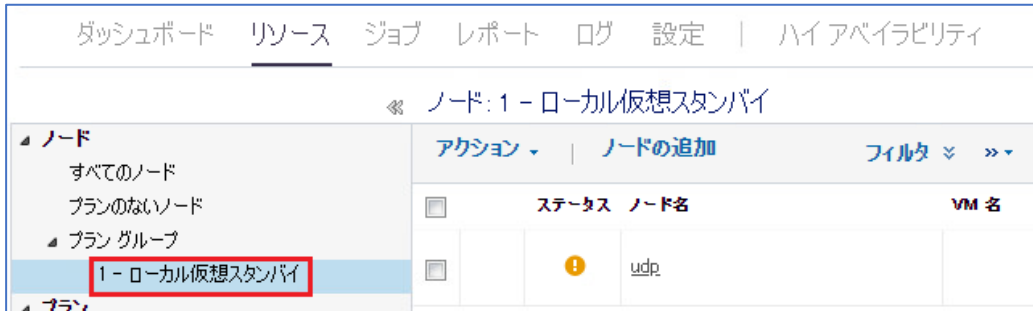 ダッシュボード リソース ジョブ レポート ログ 設定 | ハイ アベイラビリティ
ノード: 1 - ローカル仮想スタンバイ
ノード
すべてのノード
プランのないノード
プラン グループ
1 - ローカル仮想スタンバイ
プラン
アクション | ノードの追加 フィルタ
ステータス ノード名 VM 名
udp